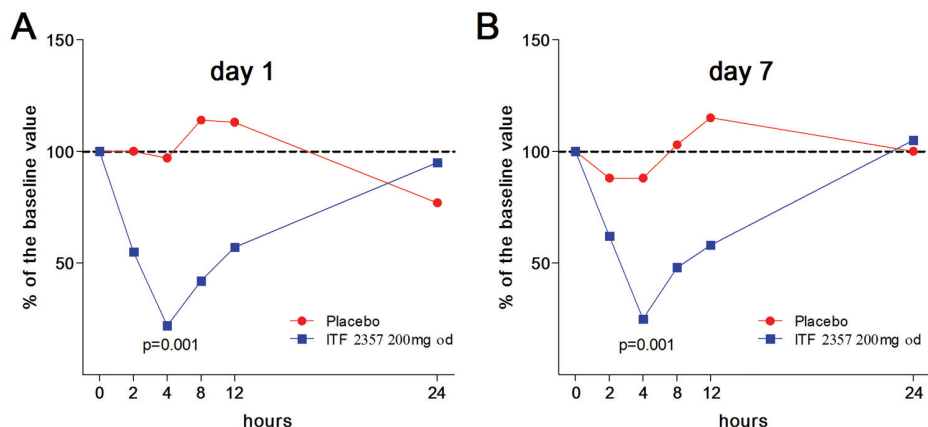 A
150
day 1
100
50
% of the baseline value
Placebo
ITF 2357 200mg od
p=0.001
0 2 4 8 12 24
hours
B
150
day 7
100
50
% of the baseline value
Placebo
ITF 2357 200mg od
p=0.001
0 2 4 8 12 24
hours